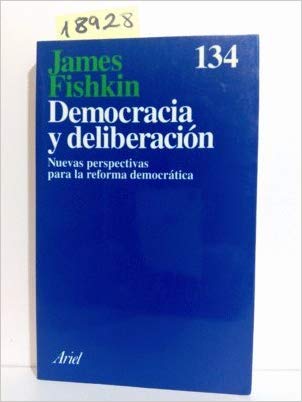 18928
James
Fishkin
134
Democracia
y deliberación
Nuevas perspectivas
para la reforma democrática
Ariel